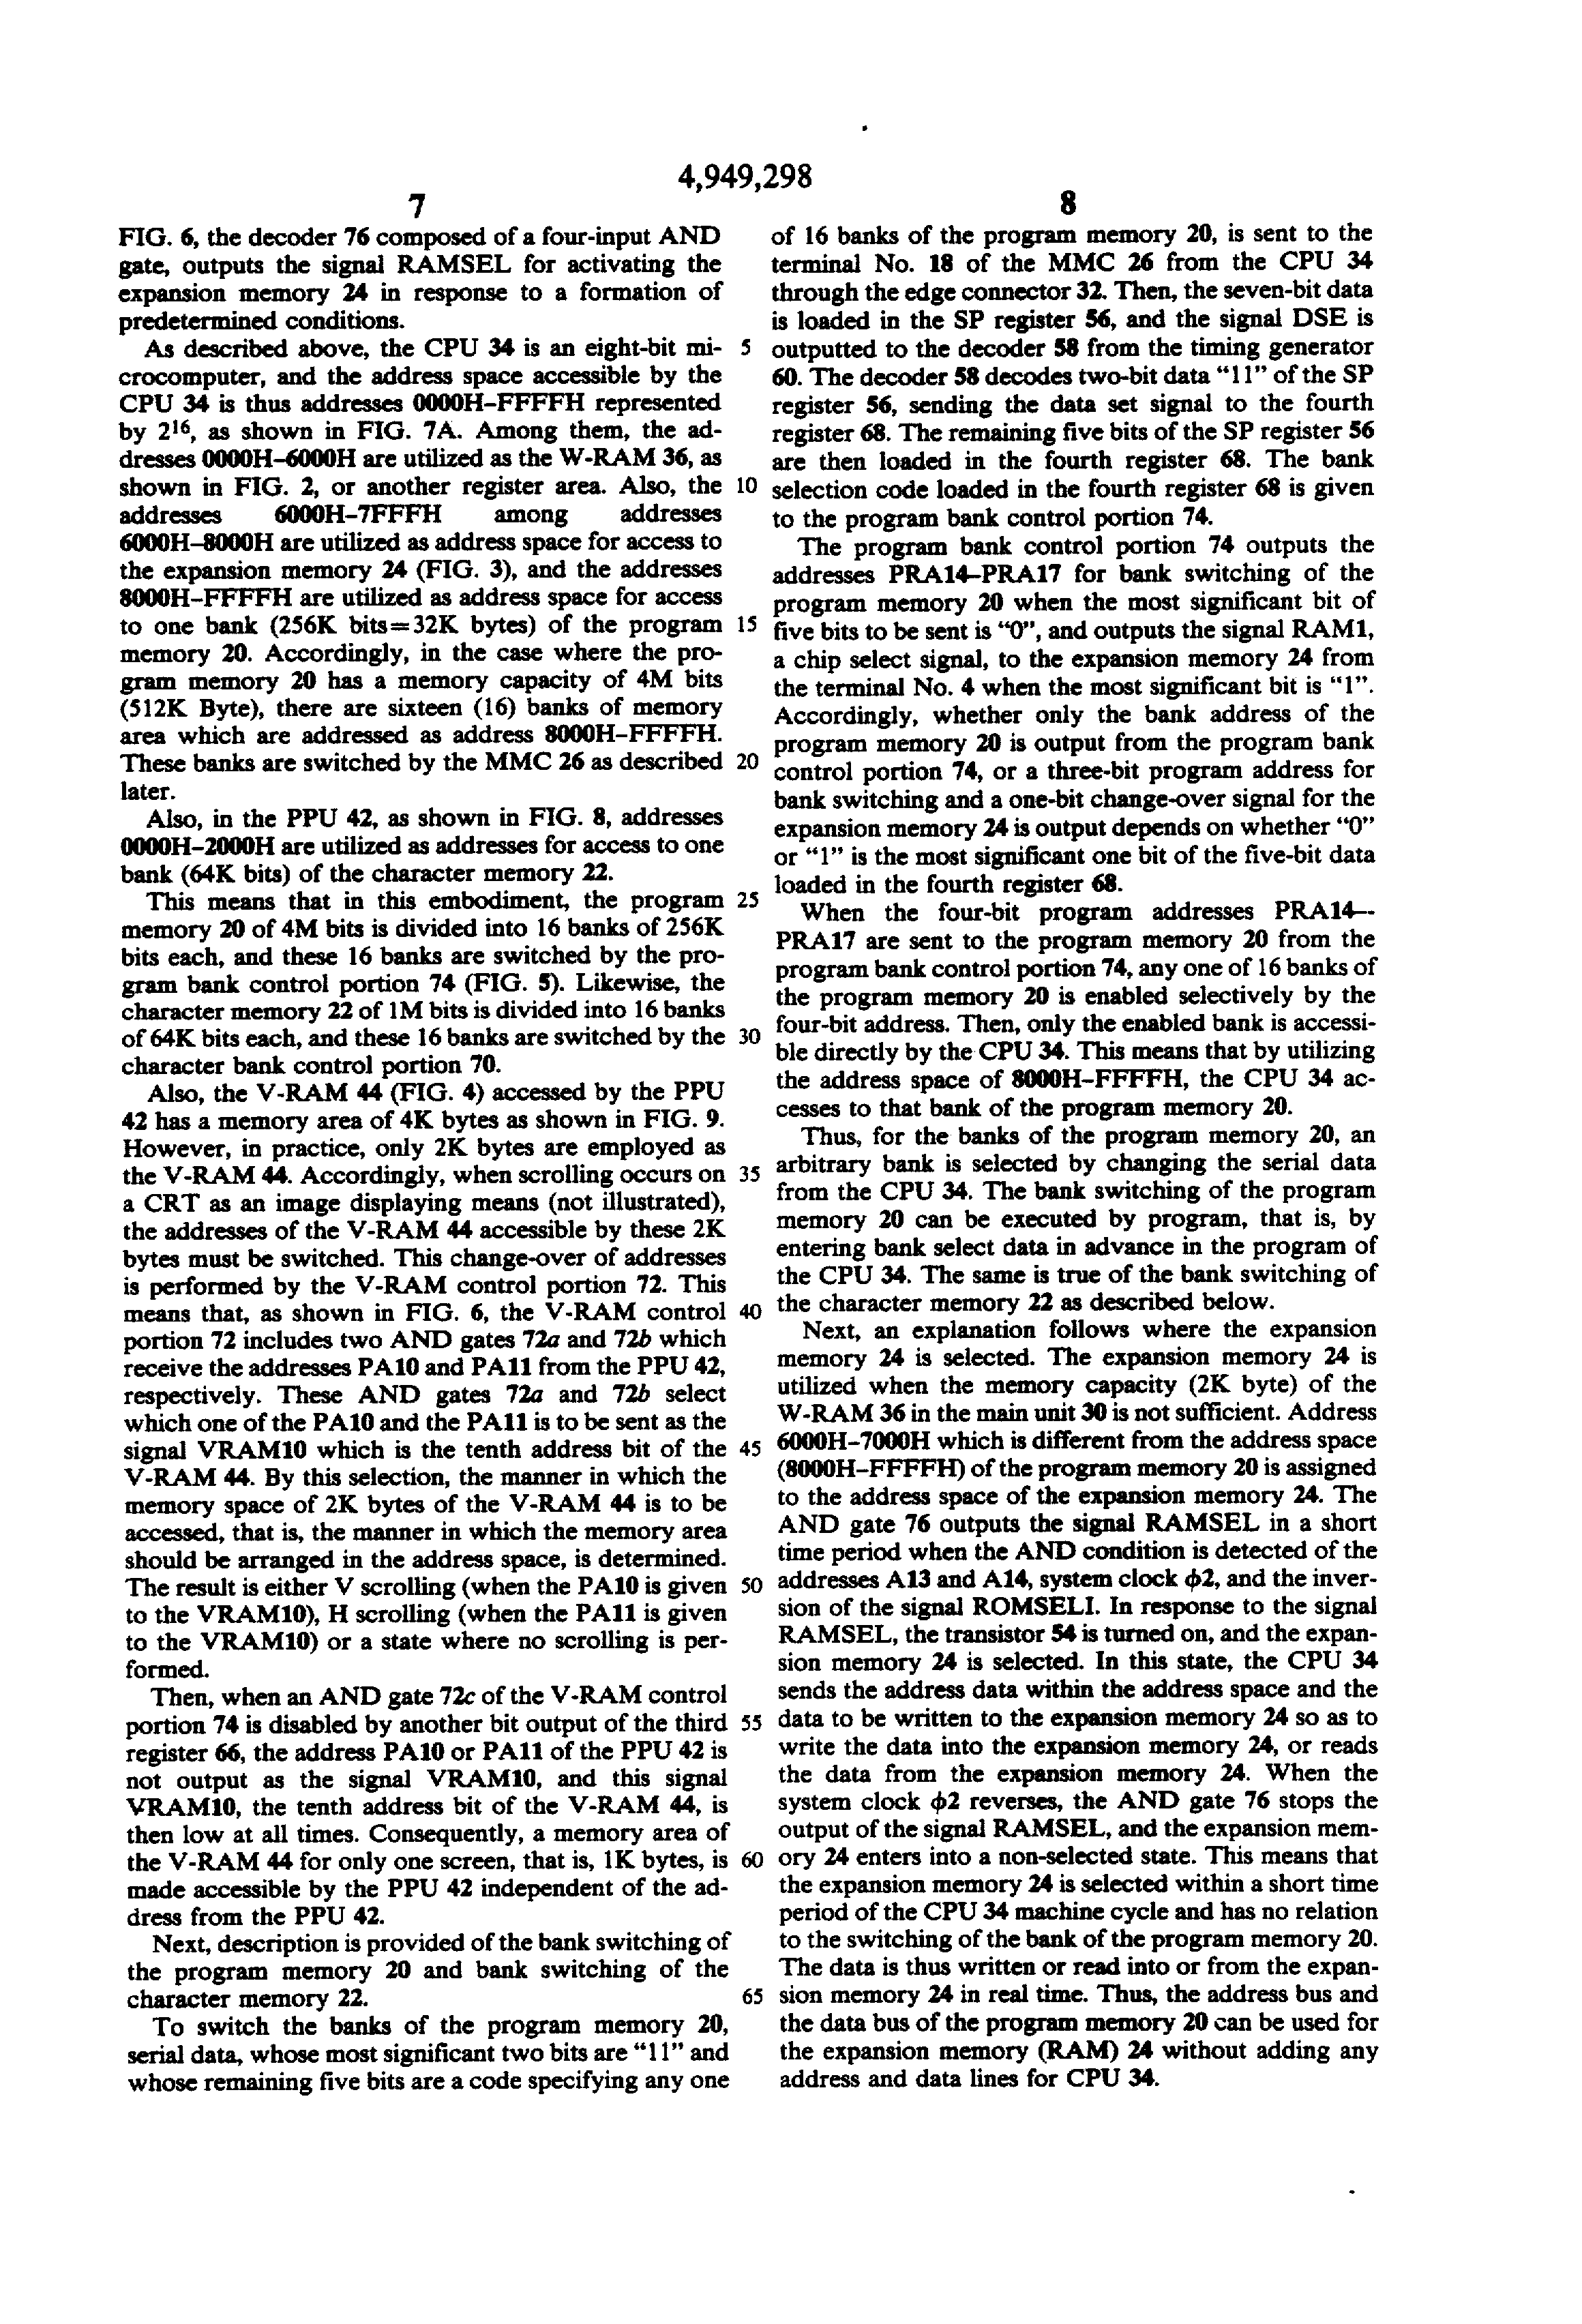 4,949,298
7
FIG. 6, the decoder 76 composed of a four-input AND
gate, outputs the signal RAMSEL for activating the
expansion memory 24 in response to a formation of
predetermined conditions.
As described above, the CPU 34 is an eight-bit mi-
crocomputer, and the address space accessible by the
CPU 34 is thus addresses 0000H-FFFFH represented
by 2¹⁶, as shown in FIG. 7A. Among them, the ad-
dresses 0000H-6000H are utilized as the W-RAM 36, as
shown in FIG. 2, or another register area. Also, the
addresses 6000H-7FFFH among addresses
6000H-8000H are utilized as address space for access to
the expansion memory 24 (FIG. 3), and the addresses
8000H-FFFFH are utilized as address space for access
to one bank (256K bits=32K bytes) of the program
memory 20. Accordingly, in the case where the pro-
gram memory 20 has a memory capacity of 4M bits
(512K Byte), there are sixteen (16) banks of memory
area which are addressed as address 8000H-FFFFH.
These banks are switched by the MMC 26 as described
later.
Also, in the PPU 42, as shown in FIG. 8, addresses
0000H-2000H are utilized as addresses for access to one
bank (64K bits) of the character memory 22.
This means that in this embodiment, the program
memory 20 of 4M bits is divided into 16 banks of 256K
bits each, and these 16 banks are switched by the pro-
gram bank control portion 74 (FIG. 5). Likewise, the
character memory 22 of 1M bits is divided into 16 banks
of 64K bits each, and these 16 banks are switched by the
character bank control portion 70.
Also, the V-RAM 44 (FIG. 4) accessed by the PPU
42 has a memory area of 4K bytes as shown in FIG. 9.
However, in practice, only 2K bytes are employed as
the V-RAM 44. Accordingly, when scrolling occurs on
a CRT as an image displaying means (not illustrated),
the addresses of the V-RAM 44 accessible by these 2K
bytes must be switched. This change-over of addresses
is performed by the V-RAM control portion 72. This
means that, as shown in FIG. 6, the V-RAM control
portion 72 includes two AND gates 72a and 72b which
receive the addresses PA10 and PA11 from the PPU 42,
respectively. These AND gates 72a and 72b select
which one of the PA10 and the PA11 is to be sent as the
signal VRAM10 which is the tenth address bit of the
V-RAM 44. By this selection, the manner in which the
memory space of 2K bytes of the V-RAM 44 is to be
accessed, that is, the manner in which the memory area
should be arranged in the address space, is determined.
The result is either V scrolling (when the PA10 is given
to the VRAM10), H scrolling (when the PA11 is given
to the VRAM10) or a state where no scrolling is per-
formed.
Then, when an AND gate 72c of the V-RAM control
portion 74 is disabled by another bit output of the third
register 66, the address PA10 or PA11 of the PPU 42 is
not output as the signal VRAM10, and this signal
VRAM10, the tenth address bit of the V-RAM 44, is
then low at all times. Consequently, a memory area of
the V-RAM 44 for only one screen, that is, 1K bytes, is
made accessible by the PPU 42 independent of the ad-
dress from the PPU 42.
Next, description is provided of the bank switching of
the program memory 20 and bank switching of the
character memory 22.
To switch the banks of the program memory 20,
serial data, whose most significant two bits are "11" and
whose remaining five bits are a code specifying any one
5
10
15
20
25
30
35
40
45
50
55
60
65
8
of 16 banks of the program memory 20, is sent to the
terminal No. 18 of the MMC 26 from the CPU 34
through the edge connector 32. Then, the seven-bit data
is loaded in the SP register 56, and the signal DSE is
outputted to the decoder 58 from the timing generator
60. The decoder 58 decodes two-bit data "11" of the SP
register 56, sending the data set signal to the fourth
register 68. The remaining five bits of the SP register 56
are then loaded in the fourth register 68. The bank
selection code loaded in the fourth register 68 is given
to the program bank control portion 74.
The program bank control portion 74 outputs the
addresses PRA14-PRA17 for bank switching of the
program memory 20 when the most significant bit of
five bits to be sent is "0", and outputs the signal RAM1,
a chip select signal, to the expansion memory 24 from
the terminal No. 4 when the most significant bit is "1".
Accordingly, whether only the bank address of the
program memory 20 is output from the program bank
control portion 74, or a three-bit program address for
bank switching and a one-bit change-over signal for the
expansion memory 24 is output depends on whether "0"
or "1" is the most significant one bit of the five-bit data
loaded in the fourth register 68.
When the four-bit program addresses PRA14–-
PRA17 are sent to the program memory 20 from the
program bank control portion 74, any one of 16 banks of
the program memory 20 is enabled selectively by the
four-bit address. Then, only the enabled bank is accessi-
ble directly by the CPU 34. This means that by utilizing
the address space of 8000H-FFFFH, the CPU 34 ac-
cesses to that bank of the program memory 20.
Thus, for the banks of the program memory 20, an
arbitrary bank is selected by changing the serial data
from the CPU 34. The bank switching of the program
memory 20 can be executed by program, that is, by
entering bank select data in advance in the program of
the CPU 34. The same is true of the bank switching of
the character memory 22 as described below.
Next, an explanation follows where the expansion
memory 24 is selected. The expansion memory 24 is
utilized when the memory capacity (2K byte) of the
W-RAM 36 in the main unit 30 is not sufficient. Address
6000H-7000H which is different from the address space
(8000H-FFFFH) of the program memory 20 is assigned
to the address space of the expansion memory 24. The
AND gate 76 outputs the signal RAMSEL in a short
time period when the AND condition is detected of the
addresses A13 and A14, system clock ϕ2, and the inver-
sion of the signal ROMSELI. In response to the signal
RAMSEL, the transistor 54 is turned on, and the expan-
sion memory 24 is selected. In this state, the CPU 34
sends the address data within the address space and the
data to be written to the expansion memory 24 so as to
write the data into the expansion memory 24, or reads
the data from the expansion memory 24. When the
system clock ϕ2 reverses, the AND gate 76 stops the
output of the signal RAMSEL, and the expansion mem-
ory 24 enters into a non-selected state. This means that
the expansion memory 24 is selected within a short time
period of the CPU 34 machine cycle and has no relation
to the switching of the bank of the program memory 20.
The data is thus written or read into or from the expan-
sion memory 24 in real time. Thus, the address bus and
the data bus of the program memory 20 can be used for
the expansion memory (RAM) 24 without adding any
address and data lines for CPU 34.